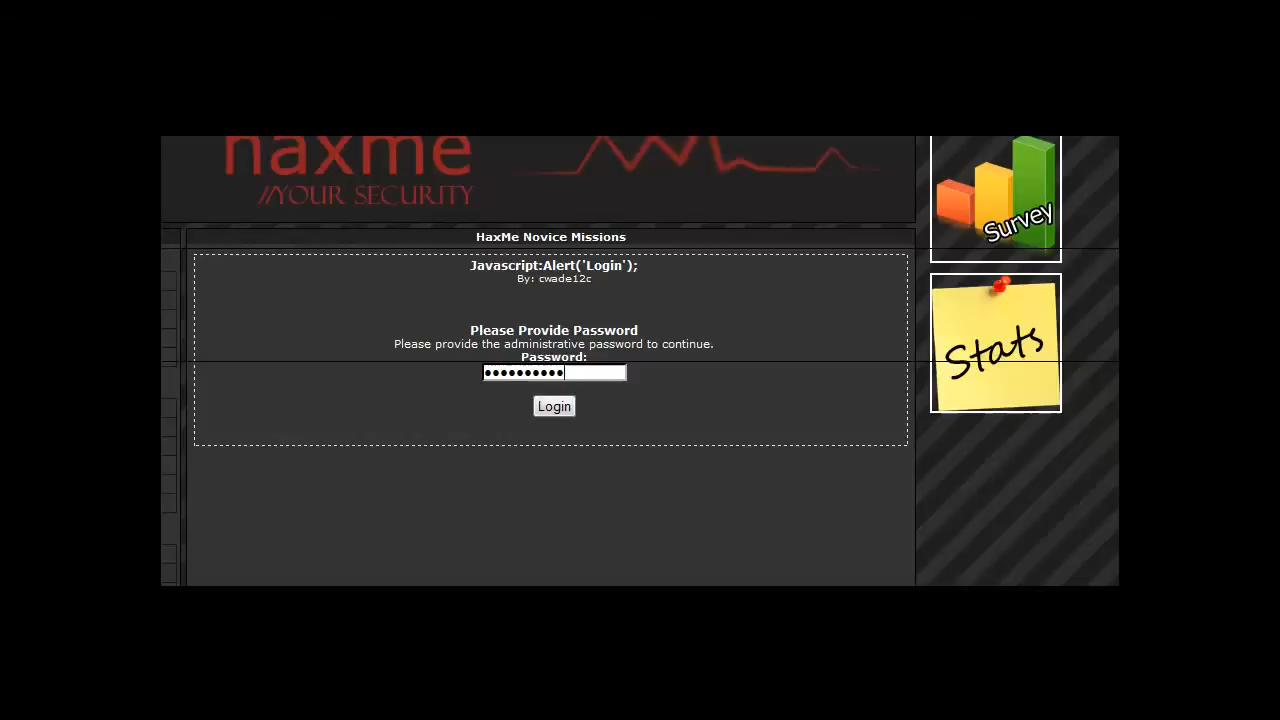 haxme
//YOUR SECURITY
HaxMe Novice Missions
Javascript:Alert('Login');
By: cwade12c
Please Provide Password
Please provide the administrative password to continue.
Password:
••••••••••
Login
Survey
Stats